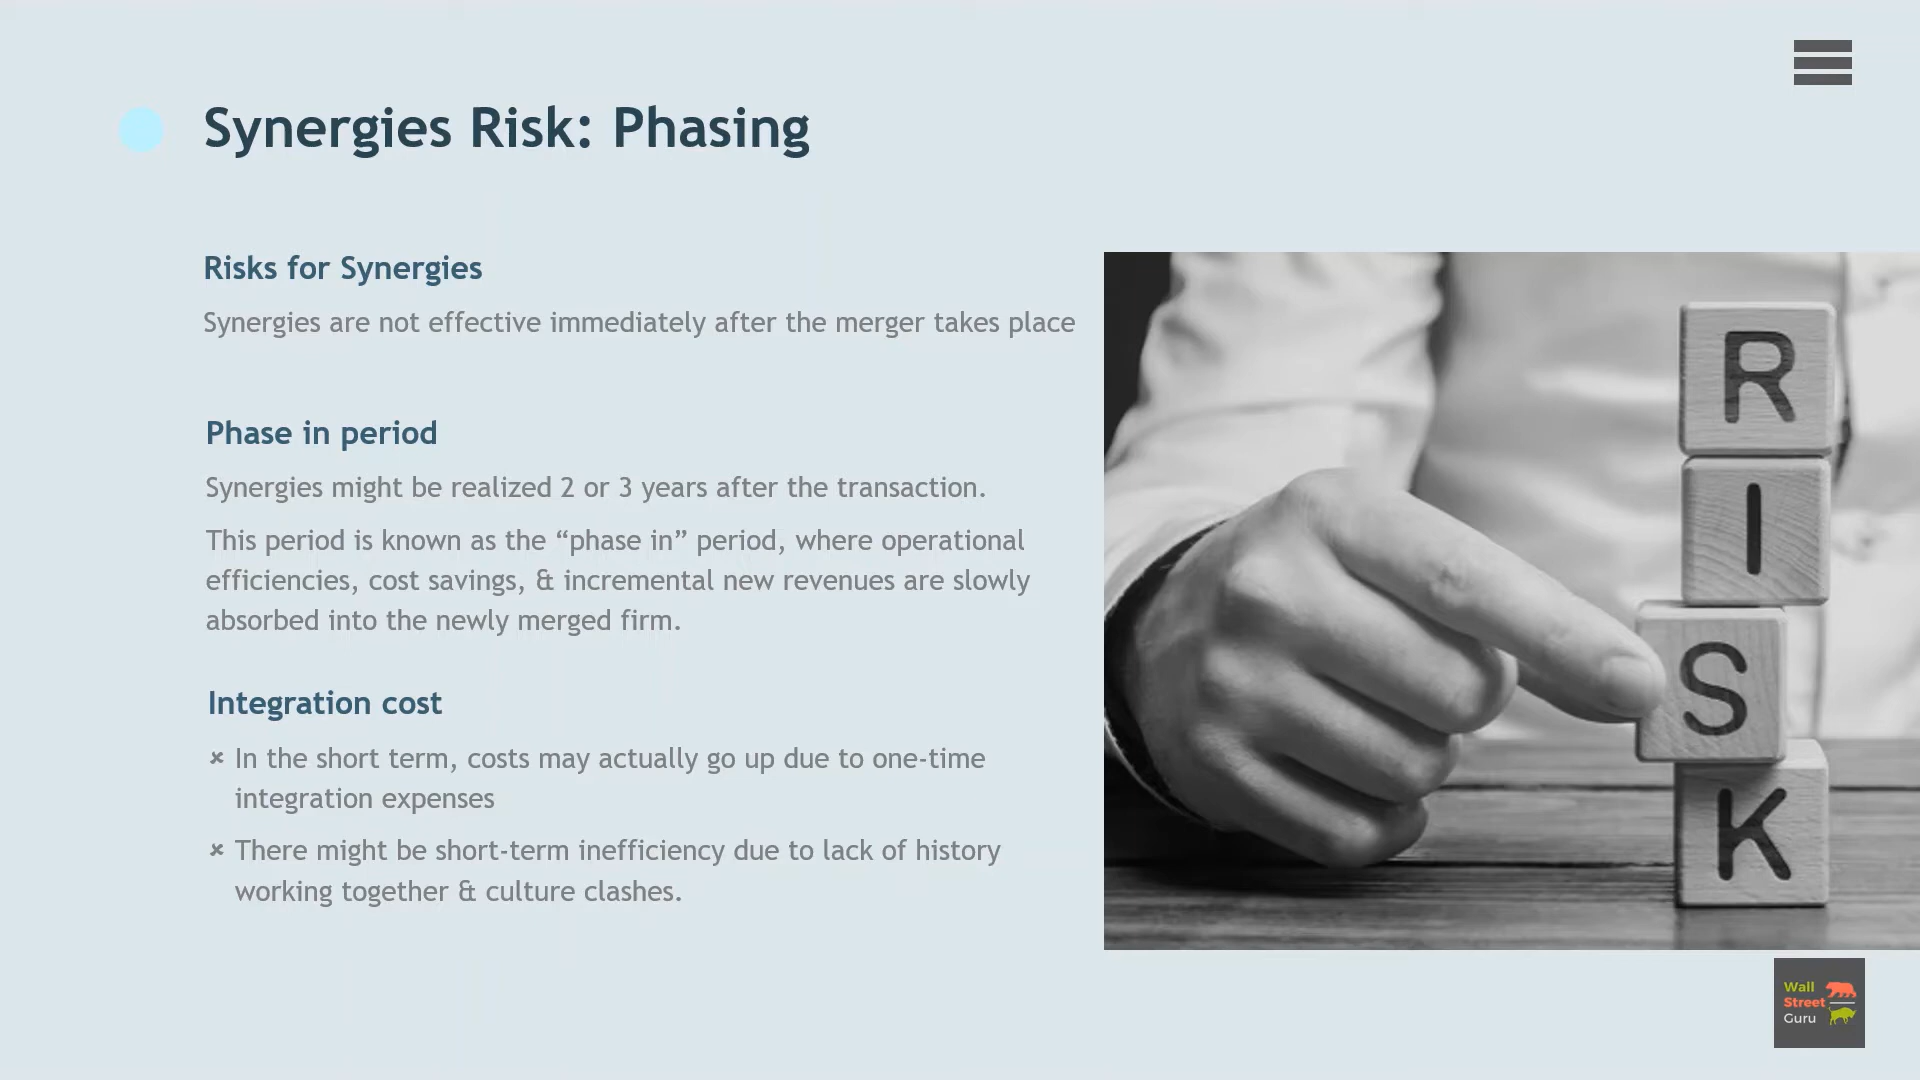 Synergies Risk: Phasing
Risks for Synergies
Synergies are not effective immediately after the merger takes place
Phase in period
Synergies might be realized 2 or 3 years after the transaction.
This period is known as the “phase in” period, where operational
efficiencies, cost savings, & incremental new revenues are slowly
absorbed into the newly merged firm.
Integration cost
In the short term, costs may actually go up due to one-time
integration expenses
There might be short-term inefficiency due to lack of history
working together & culture clashes.
R
I
S
K
Wall
Street
Guru